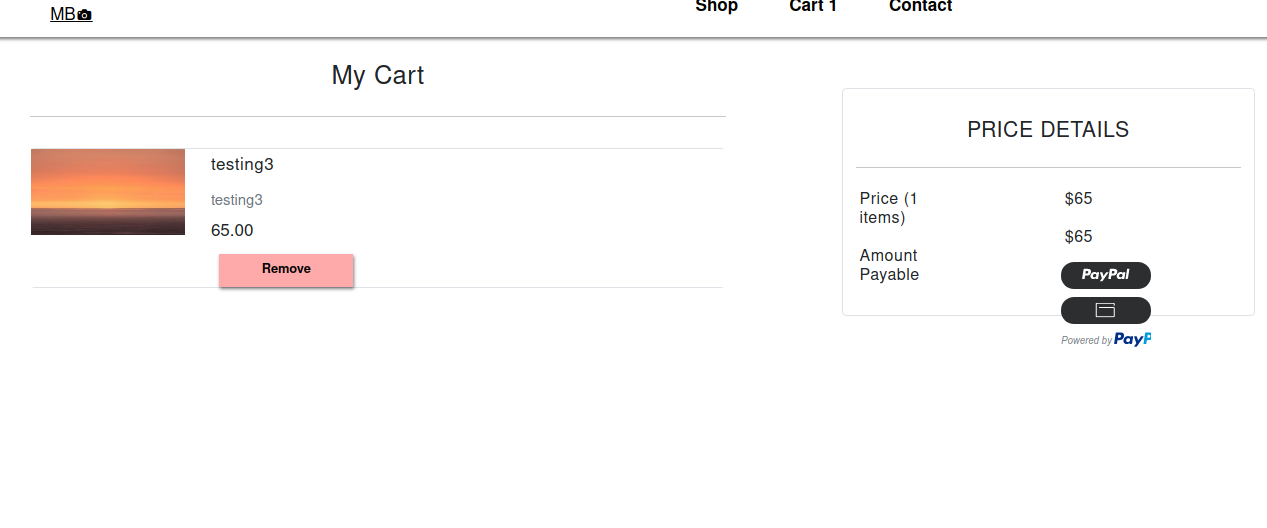 MB
Shop
Cart 1
Contact
My Cart
testing3
testing3
65.00
Remove
PRICE DETAILS
Price (1
items)
$65
$65
Amount
Payable
PayPal
Powered by PayP